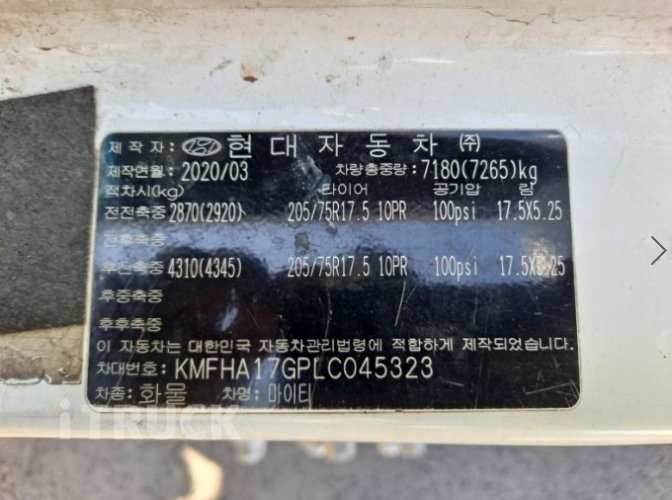 제 작 자: 현 대 자 동 차 ㈜
제작연월: 2020/03 차량총중량: 7180(7265)kg
적차시(kg) 타이어 공기압 림
전전축중 2870(2920) 205/75R17.5 10PR 100psi 17.5X5.25
전후축중
후전축중 4310(4345) 205/75R17.5 10PR 100psi 17.5X5.25
후중축중
후후축중
이 자동차는 대한민국 자동차관리법령에 적합하게 제작되었습니다.
차대번호: KMFHA17GPLC045323
차종: 화물 차명: 마이티
iTRUCK